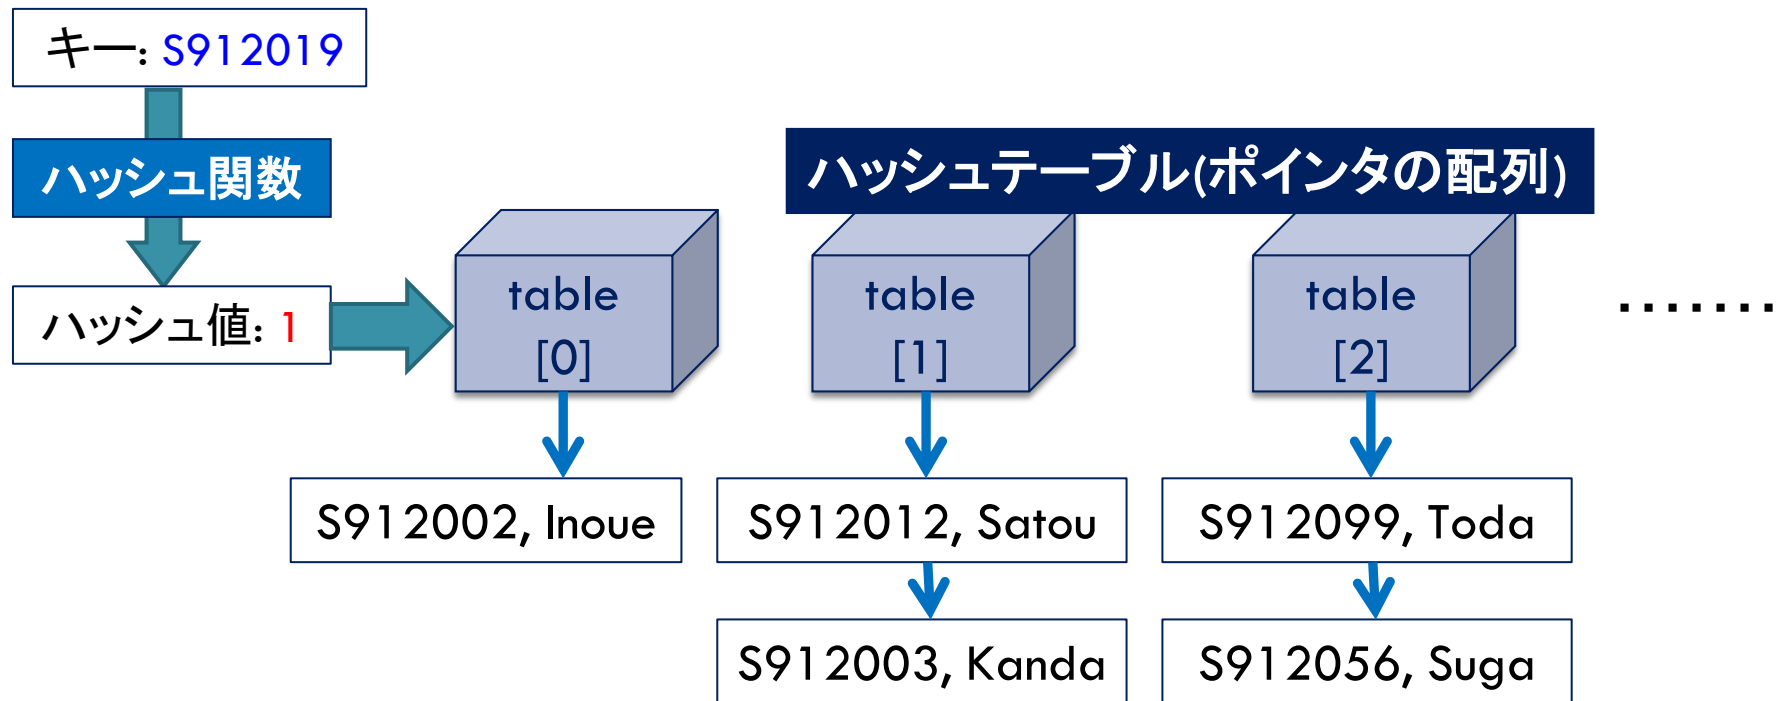 キー: S912019
ハッシュ関数
ハッシュテーブル(ポインタの配列)
ハッシュ値: 1
table
[0]
table
[1]
table
[2]
.......
S912002, Inoue
S912012, Satou
S912099, Toda
S912003, Kanda
S912056, Suga